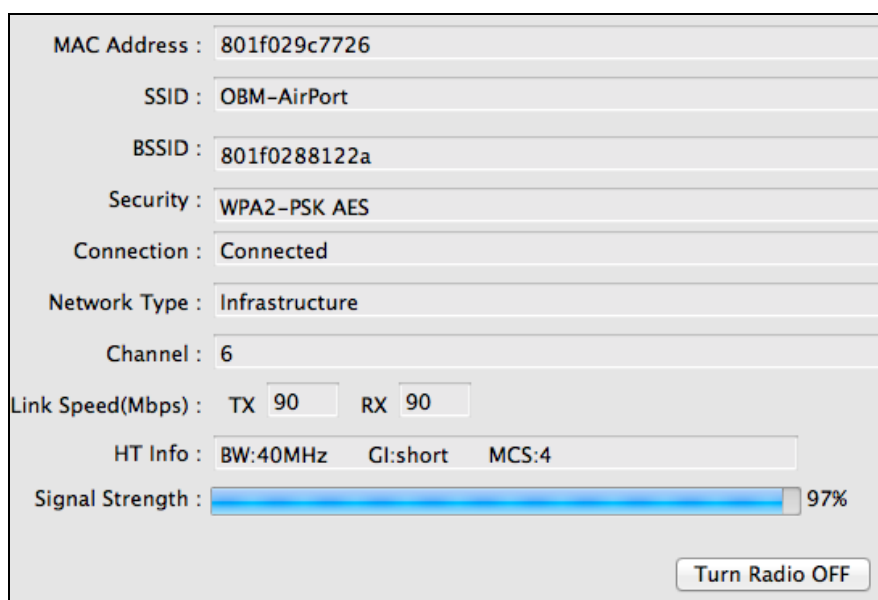 MAC Address : 801f029c7726
SSID : OBM-AirPort
BSSID : 801f0288122a
Security : WPA2-PSK AES
Connection : Connected
Network Type : Infrastructure
Channel : 6
Link Speed(Mbps) : TX 90 RX 90
HT Info : BW:40MHz GI:short MCS:4
Signal Strength : 97%
Turn Radio OFF